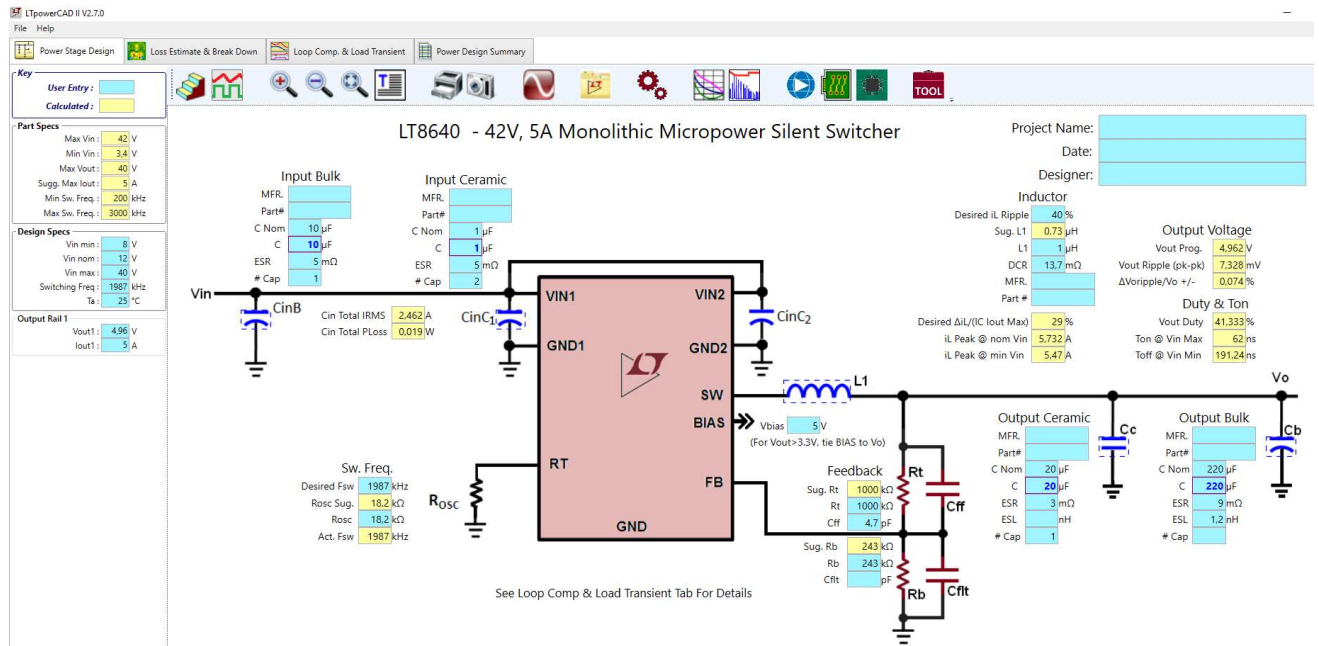 LTpowerCAD II V2.7.0
File Help
Power Stage Design
Loss Estimate & Break Down
Loop Comp. & Load Transient
Power Design Summary
Key
User Entry :
Calculated :
Part Specs
Max Vin : 42 V
Min Vin : 3,4 V
Max Vout : 40 V
Sugg. Max Iout : 5 A
Min Sw. Freq. : 200 kHz
Max Sw. Freq. : 3000 kHz
Design Specs
Vin min : 8 V
Vin nom : 12 V
Vin max : 40 V
Switching Freq : 1987 kHz
Ta : 25 °C
Output Rail 1
Vout1 : 4,96 V
Iout1 : 5 A
T
TOOL
LT8640 - 42V, 5A Monolithic Micropower Silent Switcher
Project Name:
Date:
Designer:
Input Bulk
MFR.
Part#
C Nom 10 µF
C 10 µF
ESR 5 mΩ
# Cap 1
Input Ceramic
MFR.
Part#
C Nom 1 µF
C 1 µF
ESR 5 mΩ
# Cap 2
Inductor
Desired iL Ripple 40 %
Sug. L1 0,73 µH
L1 1 µH
DCR 13,7 mΩ
MFR.
Part #
Desired ΔiL/(IC Iout Max) 29 %
iL Peak @ nom Vin 5,732 A
iL Peak @ min Vin 5,47 A
Output Voltage
Vout Prog. 4,962 V
Vout Ripple (pk-pk) 7,328 mV
ΔVoripple/Vo +/- 0,074 %
Duty & Ton
Vout Duty 41,333 %
Ton @ Vin Max 62 ns
Toff @ Vin Min 191,24 ns
Vin
CinB
Cin Total IRMS 2,462 A
Cin Total PLoss 0,019 W
CinC1
VIN1
VIN2
CinC2
GND1
GND2
SW
L1
Vo
BIAS
Vbias 5 V
(For Vout>3.3V, tie BIAS to Vo)
RT
FB
GND
Sw. Freq.
Desired Fsw 1987 kHz
Rosc Sug. 18,2 kΩ
Rosc 18,2 kΩ
Act. Fsw 1987 kHz
ROSC
Feedback
Sug. Rt 1000 kΩ
Rt 1000 kΩ
Cff 4,7 pF
Sug. Rb 243 kΩ
Rb 243 kΩ
Cflt pF
Rt
Cff
Rb
Cflt
Output Ceramic
MFR.
Part#
C Nom 20 µF
C 20 µF
ESR 3 mΩ
ESL nH
# Cap 1
Cc
Output Bulk
MFR.
Part#
C Nom 220 µF
C 220 µF
ESR 9 mΩ
ESL 1,2 nH
# Cap
Cb
See Loop Comp & Load Transient Tab For Details